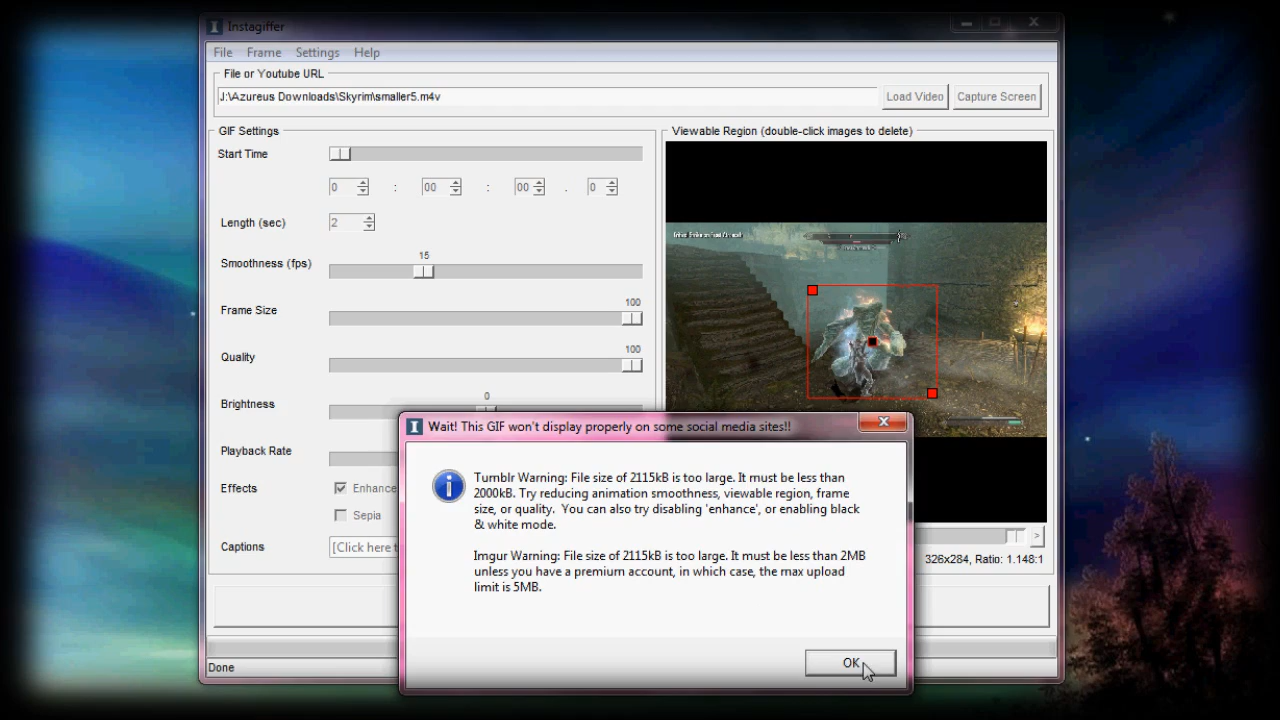 Instagiffer
File Frame Settings Help
File or Youtube URL
J:\Azureus Downloads\Skyrim\smaller5.m4v
Load Video
Capture Screen
GIF Settings
Viewable Region (double-click images to delete)
Start Time
0 : 00 : 00 . 0
Length (sec)
2
15
Smoothness (fps)
100
Frame Size
100
Quality
0
Brightness
Playback Rate
Effects
Enhance
Sepia
Captions
[Click here t
>
326x284, Ratio: 1.148:1
Done
Wait! This GIF won't display properly on some social media sites!!
Tumblr Warning: File size of 2115kB is too large. It must be less than
2000kB. Try reducing animation smoothness, viewable region, frame
size, or quality. You can also try disabling 'enhance', or enabling black
& white mode.
Imgur Warning: File size of 2115kB is too large. It must be less than 2MB
unless you have a premium account, in which case, the max upload
limit is 5MB.
OK